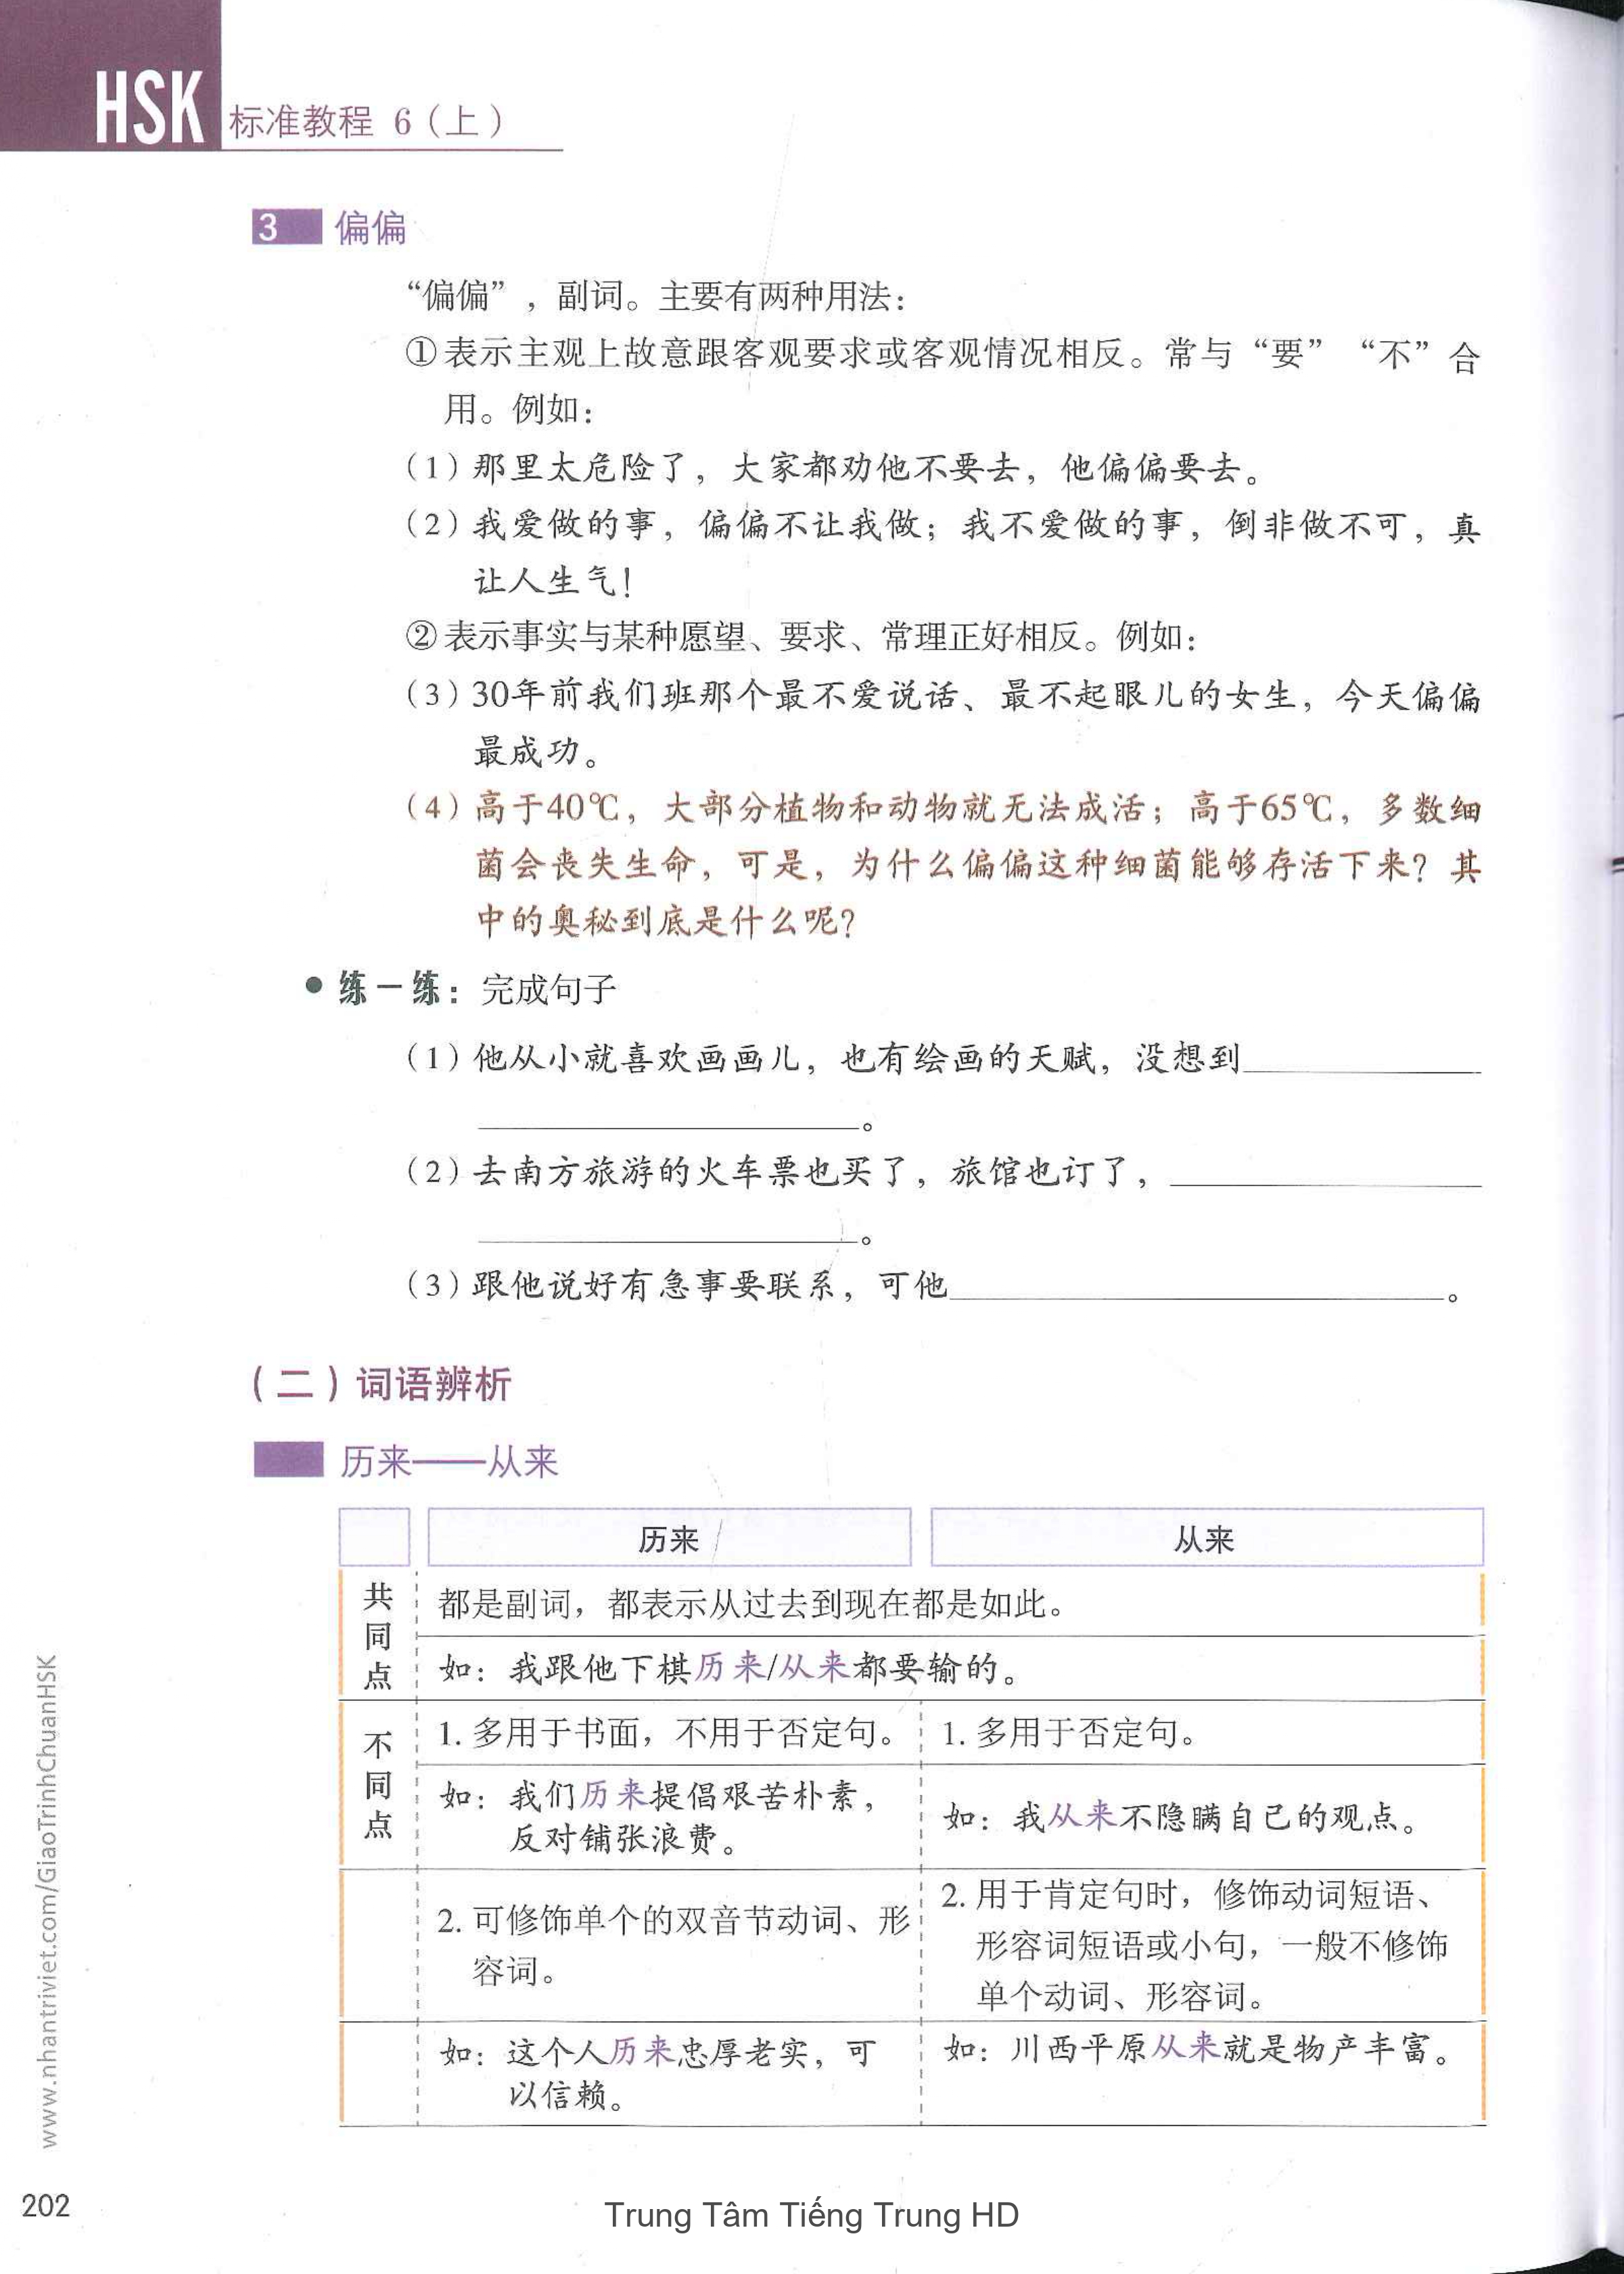 HSK 标准教程 6（上）
3 偏偏
“偏偏”，副词。主要有两种用法：
①表示主观上故意跟客观要求或客观情况相反。常与“要”“不”合
用。例如：
（1）那里太危险了，大家都劝他不要去，他偏偏要去。
（2）我爱做的事，偏偏不让我做；我不爱做的事，倒非做不可，真
让人生气！
②表示事实与某种愿望、要求、常理正好相反。例如：
（3）30年前我们班那个最不爱说话、最不起眼儿的女生，今天偏偏
最成功。
（4）高于40℃，大部分植物和动物就无法成活；高于65℃，多数细
菌会丧失生命，可是，为什么偏偏这种细菌能够存活下来？其
中的奥秘到底是什么呢？
● 练一练：完成句子
（1）他从小就喜欢画画儿，也有绘画的天赋，没想到____________
____________。
（2）去南方旅游的火车票也买了，旅馆也订了，____________
____________。
（3）跟他说好有急事要联系，可他____________。
（二）词语辨析
历来——从来
历来 从来
共同点
都是副词，都表示从过去到现在都是如此。
如：我跟他下棋历来/从来都要输的。
不同点
1. 多用于书面，不用于否定句。
1. 多用于否定句。
如：我们历来提倡艰苦朴素，
反对铺张浪费。
如：我从来不隐瞒自己的观点。
2. 可修饰单个的双音节动词、形
容词。
2. 用于肯定句时，修饰动词短语、
形容词短语或小句，一般不修饰
单个动词、形容词。
如：这个人历来忠厚老实，可
以信赖。
如：川西平原从来就是物产丰富。
www.nhantriviet.com/GiaoTrinhChuanHSK
202
Trung Tâm Tiếng Trung HD